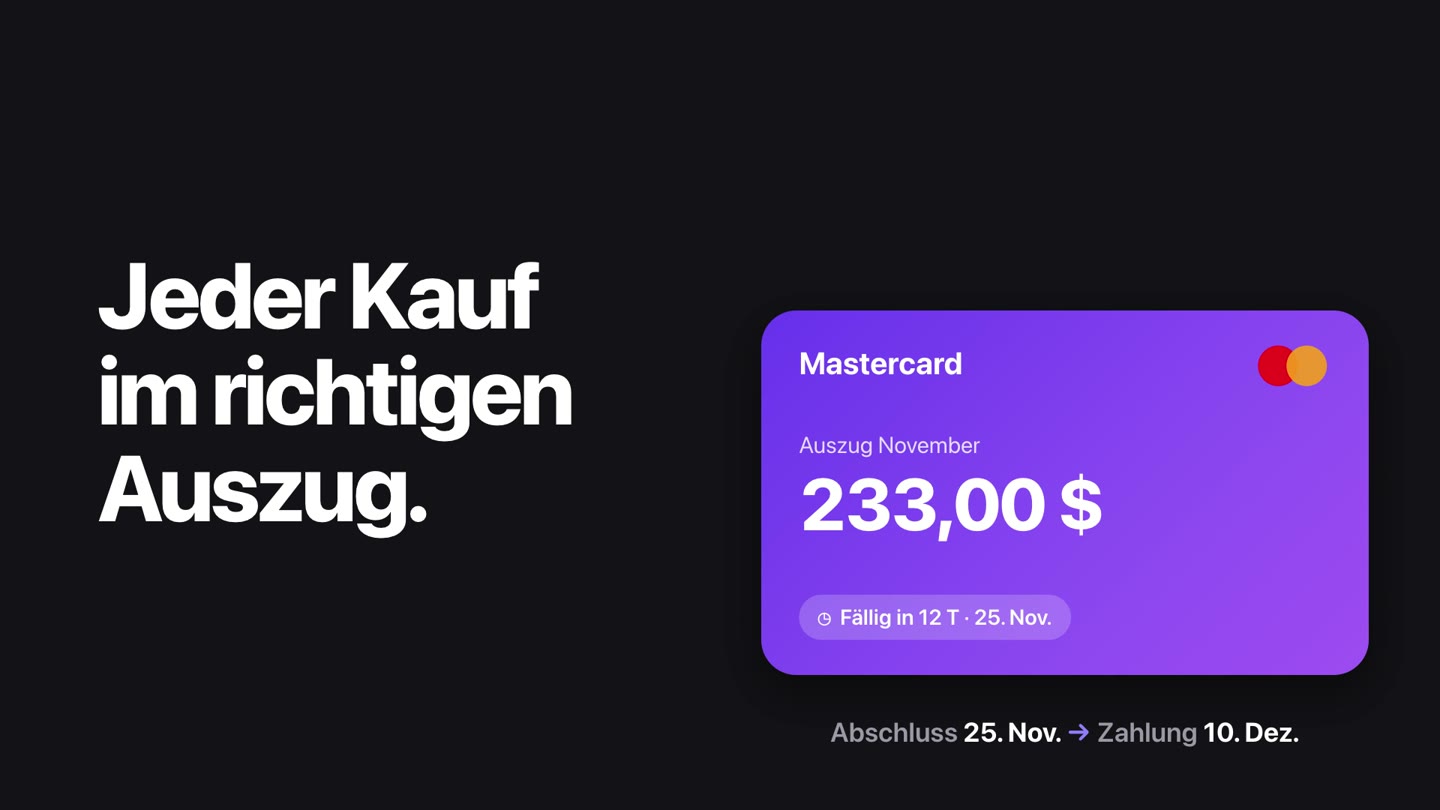 Jeder Kauf
im richtigen
Auszug.
Mastercard
Auszug November
233,00 $
Fällig in 12 T · 25. Nov.
Abschluss 25. Nov. → Zahlung 10. Dez.